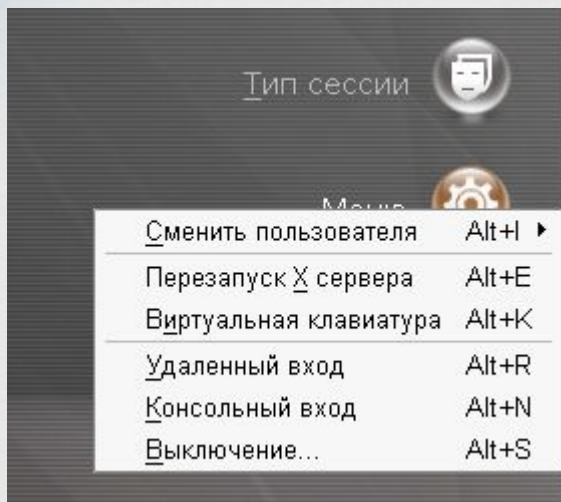 Тип сессии
Меню
Сменить пользователя Alt+I
Перезапуск X сервера Alt+E
Виртуальная клавиатура Alt+K
Удаленный вход Alt+R
Консольный вход Alt+N
Выключение... Alt+S